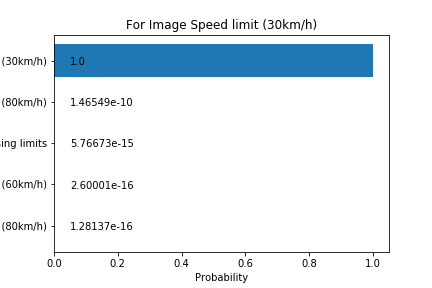 For Image Speed limit (30km/h)
(30km/h) 1.0
(80km/h) 1.46549e-10
limits 5.76673e-15
(60km/h) 2.60001e-16
(80km/h) 1.28137e-16
0.0 0.2 0.4 0.6 0.8 1.0
Probability